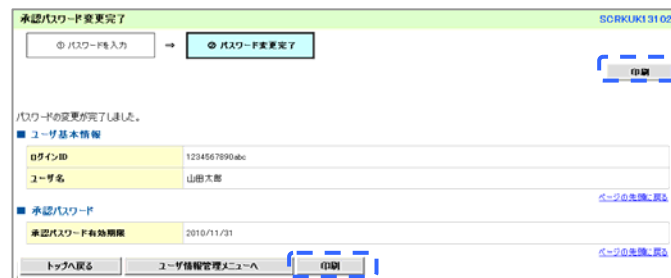 承認パスワード変更完了 SCRKUK13102
① パスワードを入力 ⇒ ② パスワード変更完了
印刷
パスワードの変更が完了しました。
■ ユーザ基本情報
ログインID 1234567890abc
ユーザ名 山田太郎
ページの先頭に戻る
■ 承認パスワード
承認パスワード有効期限 2010/11/31
ページの先頭に戻る
トップへ戻る ユーザ情報管理メニューへ 印刷